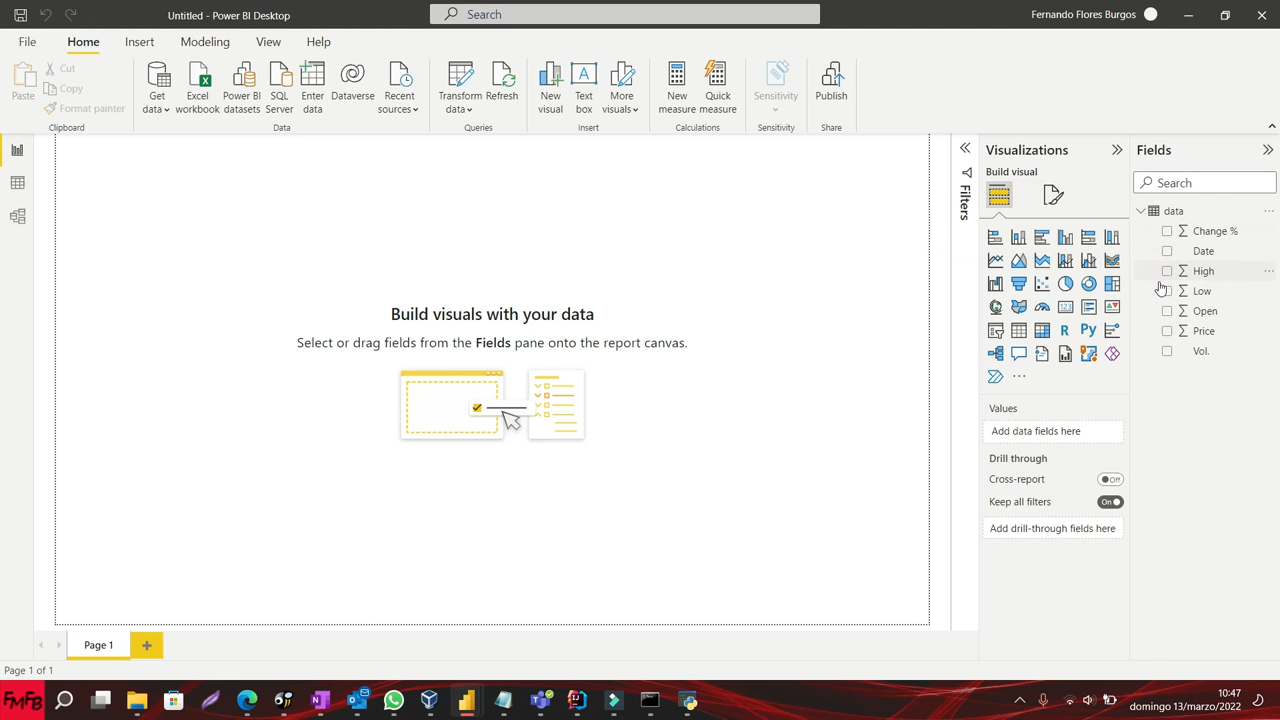 Untitled - Power BI Desktop
Search
Fernando Flores Burgos
File
Home
Insert
Modeling
View
Help
Paste
Cut
Copy
Format painter
Clipboard
Get
data
Excel
workbook
Power BI
datasets
SQL
Server
Enter
data
Dataverse
Recent
sources
Data
Transform
data
Refresh
Queries
New
visual
A
Text
box
More
visuals
Insert
New
measure
Quick
measure
Calculations
Sensitivity
Sensitivity
Publish
Share
Filters
Visualizations
Build visual
123
R
Py
Values
Add data fields here
Drill through
Cross-report
Off
Keep all filters
On
Add drill-through fields here
Fields
Search
data
Σ Change %
Date
Σ High
Σ Low
Σ Open
Σ Price
Vol.
Build visuals with your data
Select or drag fields from the Fields pane onto the report canvas.
Page 1
Page 1 of 1
FMFB
10:47
domingo 13/marzo/2022